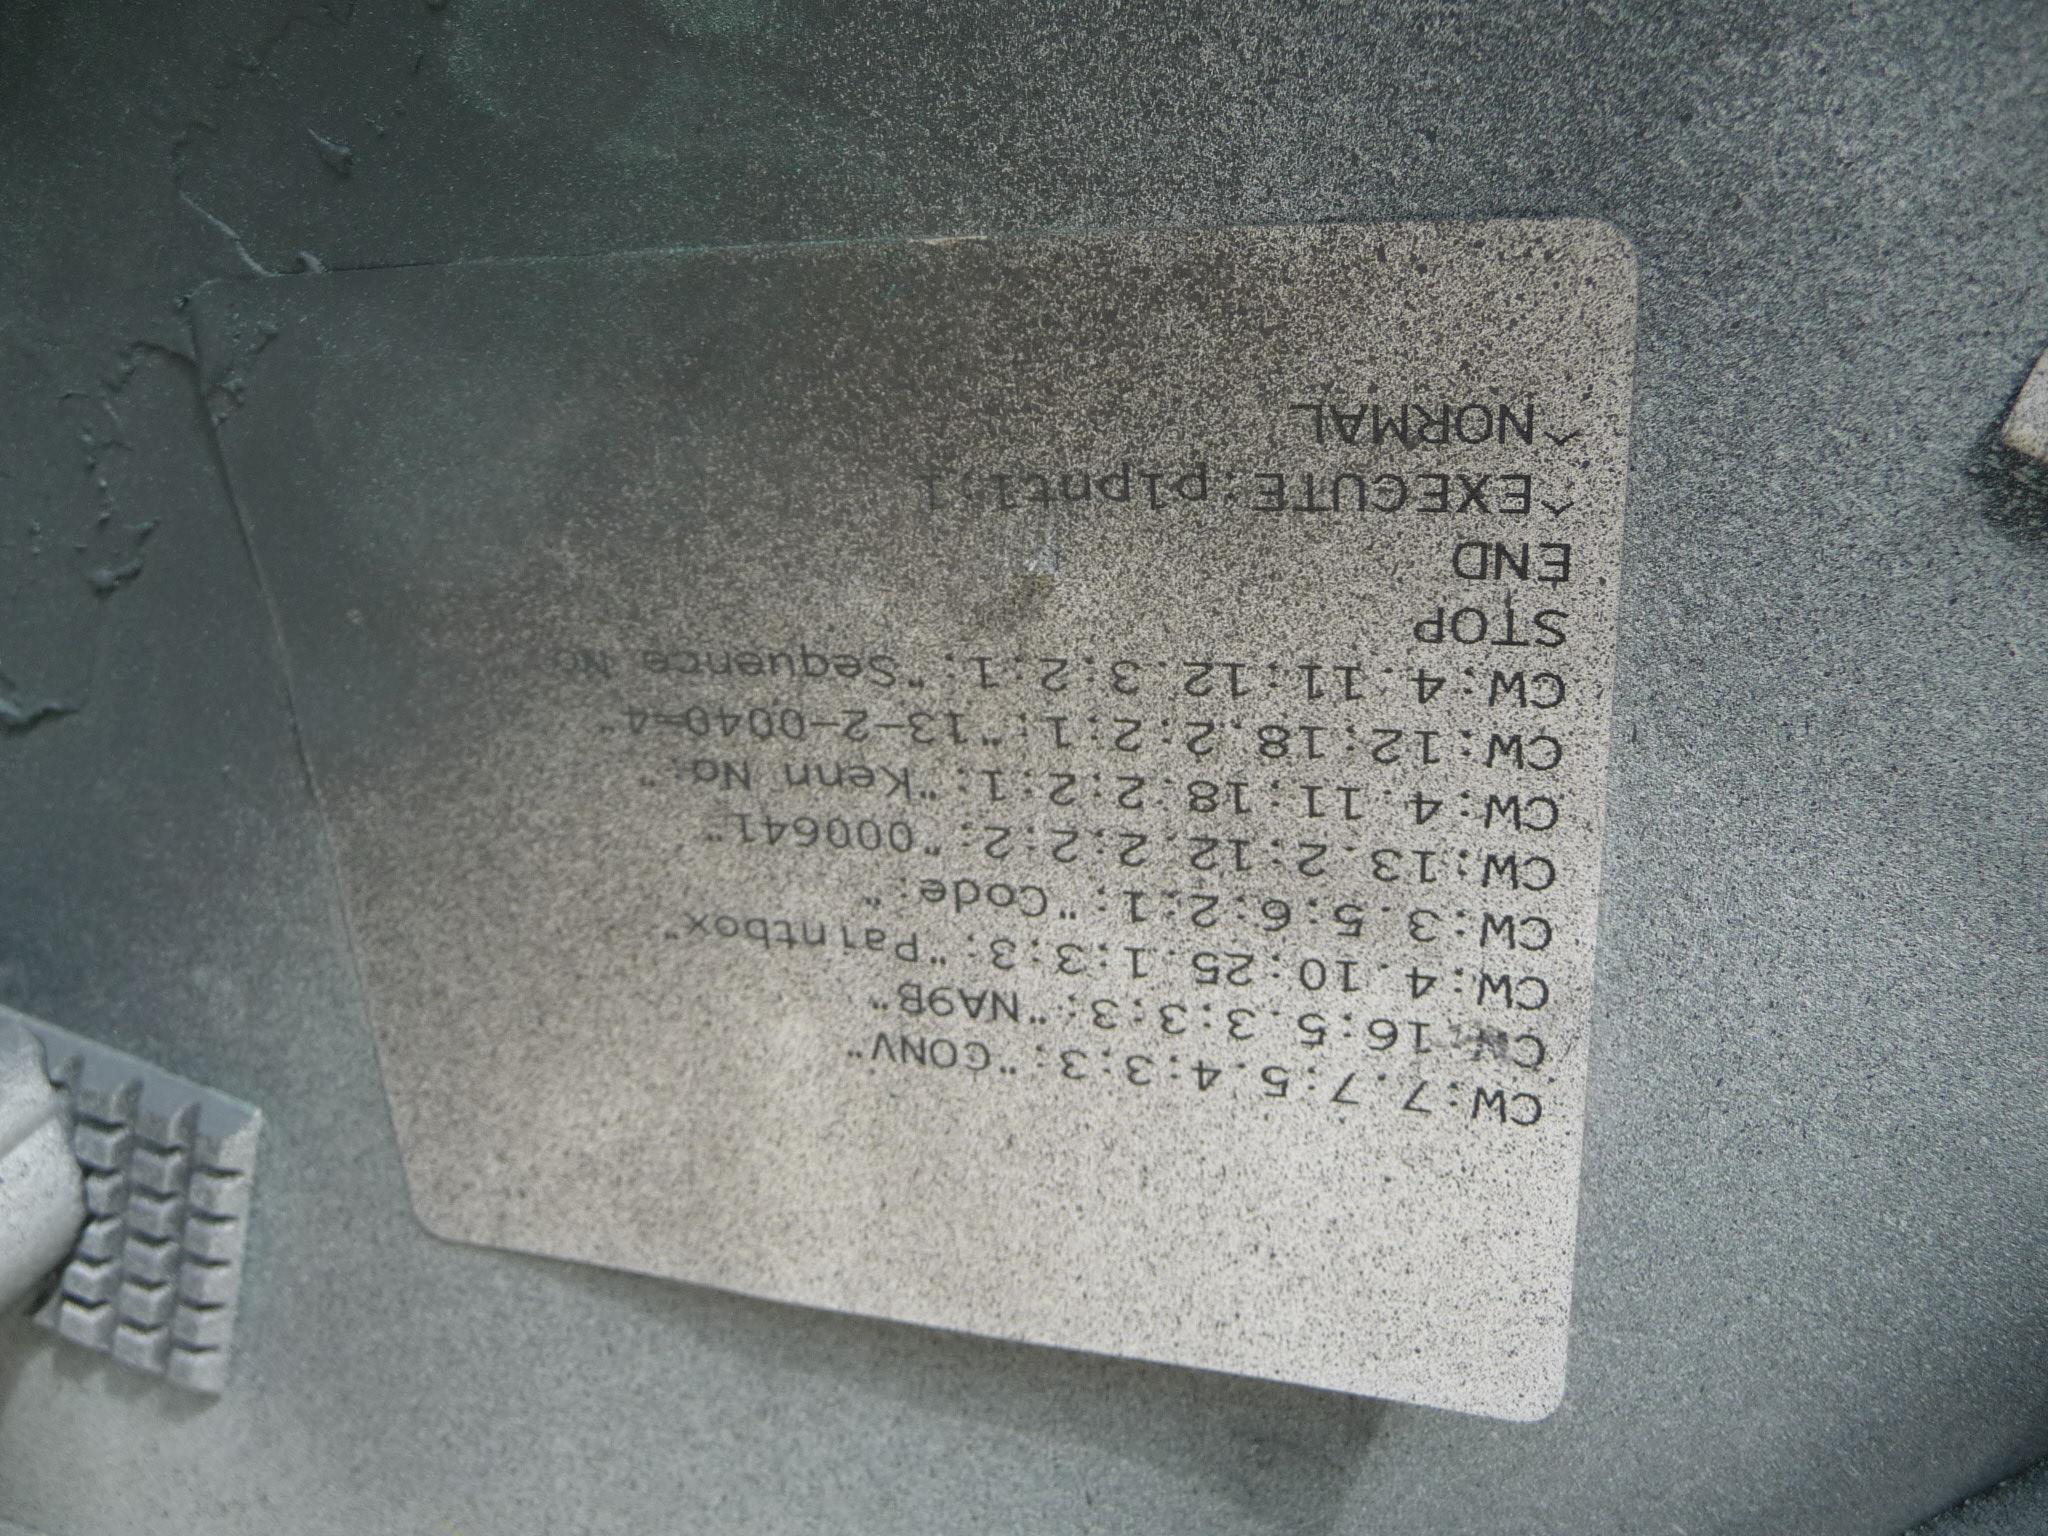 CW:7.7:5.4:3:3:"CONV"
C 16:5.3:3:3:"NA9B"
CW:4.10:25.1:3:3:"Paintbox"
CW:3.5:6:2:1:"Code:"
CW:13.2:12.2:2:2:"000641"
CW:4.11:18.2:2:1:"Kenn No:"
CW:12:18.2:2:1:"13-2-0040=4"
CW:4.11:12.3:2:1:"Sequence No
STOP
END
^EXECUTE;p1pnt1;1
^NORMAL